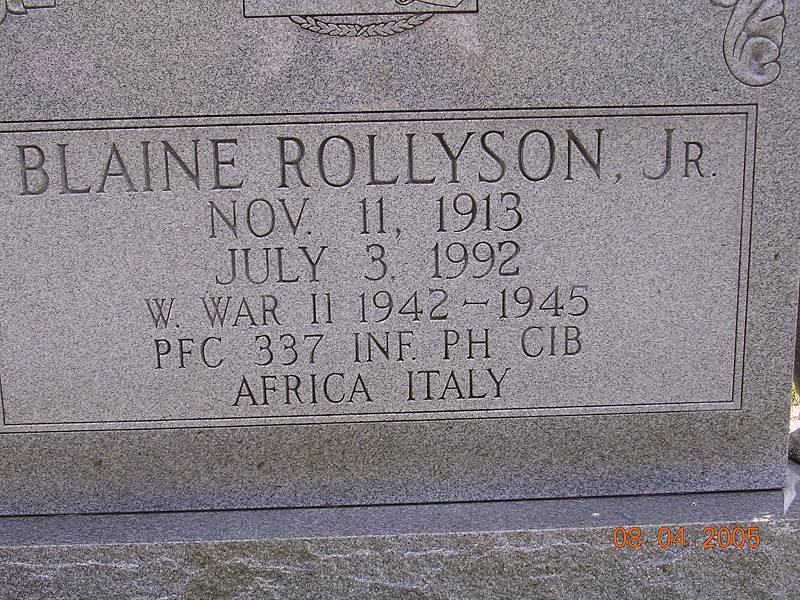 BLAINE ROLLYSON, JR.
NOV. 11, 1913
JULY 3, 1992
W. WAR II 1942-1945
PFC 337 INF. PH CIB
AFRICA ITALY
08.04.2005